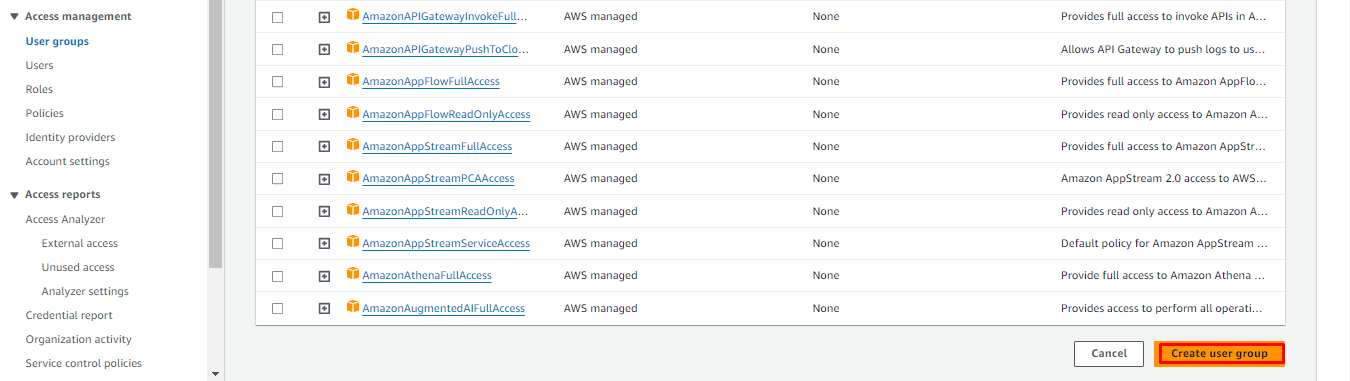 Access management
User groups
Users
Roles
Policies
Identity providers
Account settings
Access reports
Access Analyzer
External access
Unused access
Analyzer settings
Credential report
Organization activity
Service control policies
AmazonAPIGatewayInvokeFull... AWS managed None Provides full access to invoke APIs in A...
AmazonAPIGatewayPushToClo... AWS managed None Allows API Gateway to push logs to us...
AmazonAppFlowFullAccess AWS managed None Provides full access to Amazon AppFlo...
AmazonAppFlowReadOnlyAccess AWS managed None Provides read only access to Amazon A...
AmazonAppStreamFullAccess AWS managed None Provides full access to Amazon AppStr...
AmazonAppStreamPCAAccess AWS managed None Amazon AppStream 2.0 access to AWS...
AmazonAppStreamReadOnlyA... AWS managed None Provides read only access to Amazon A...
AmazonAppStreamServiceAccess AWS managed None Default policy for Amazon AppStream ...
AmazonAthenaFullAccess AWS managed None Provide full access to Amazon Athena ...
AmazonAugmentedAIFullAccess AWS managed None Provides access to perform all operati...
Cancel Create user group